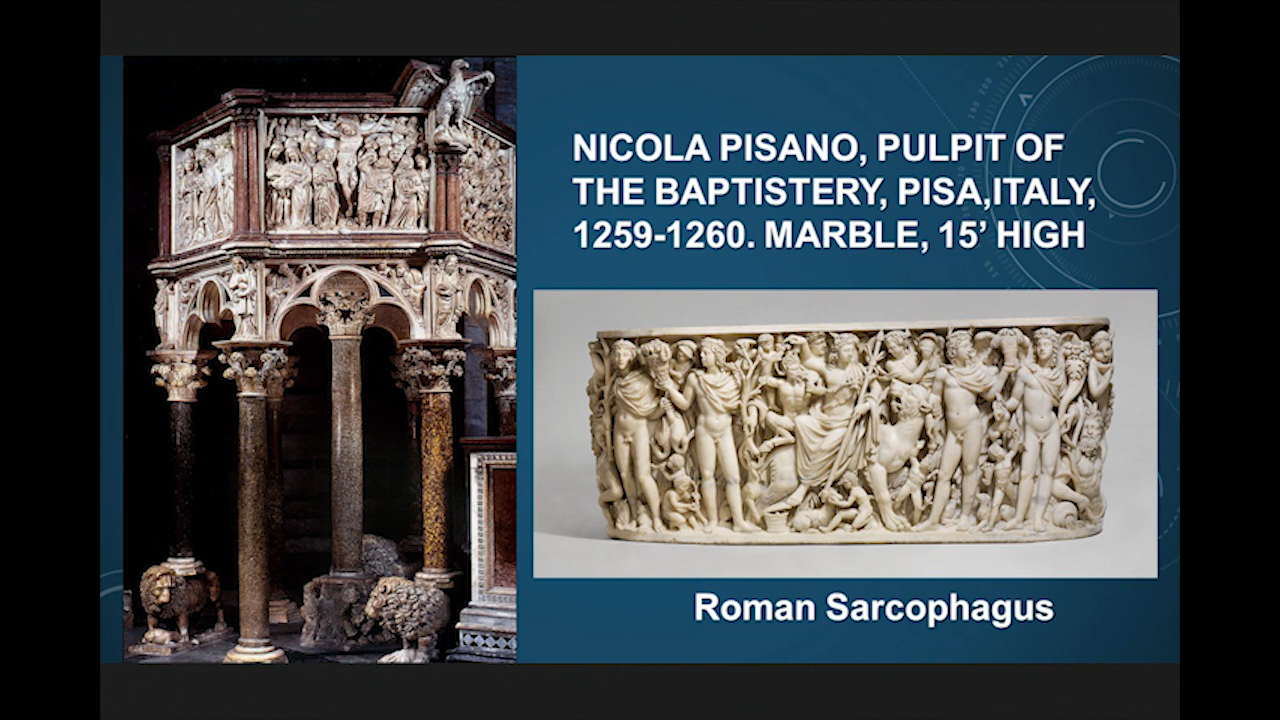 NICOLA PISANO, PULPIT OF
THE BAPTISTERY, PISA,ITALY,
1259-1260. MARBLE, 15’ HIGH
Roman Sarcophagus